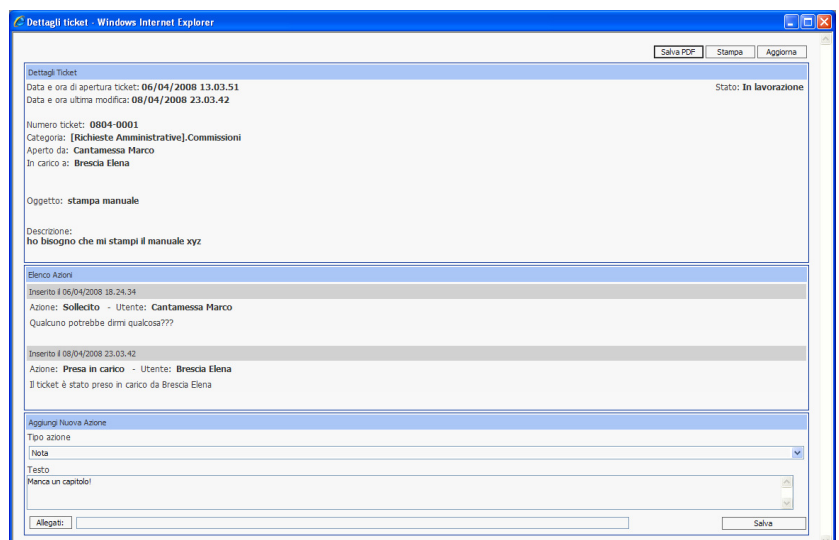 Dettagli ticket - Windows Internet Explorer
Salva PDF Stampa Aggiorna
Dettagli Ticket
Data e ora di apertura ticket: 06/04/2008 13.03.51 Stato: In lavorazione
Data e ora ultima modifica: 08/04/2008 23.03.42
Numero ticket: 0804-0001
Categoria: [Richieste Amministrative].Commissioni
Aperto da: Cantamessa Marco
In carico a: Brescia Elena
Oggetto: stampa manuale
Descrizione:
ho bisogno che mi stampi il manuale xyz
Elenco Azioni
Inserito il 06/04/2008 18.24.34
Azione: Sollecito - Utente: Cantamessa Marco
Qualcuno potrebbe dirmi qualcosa???
Inserito il 08/04/2008 23.03.42
Azione: Presa in carico - Utente: Brescia Elena
Il ticket è stato preso in carico da Brescia Elena
Aggiungi Nuova Azione
Tipo azione
Nota
Testo
Manca un capitolo!
Allegati: Salva